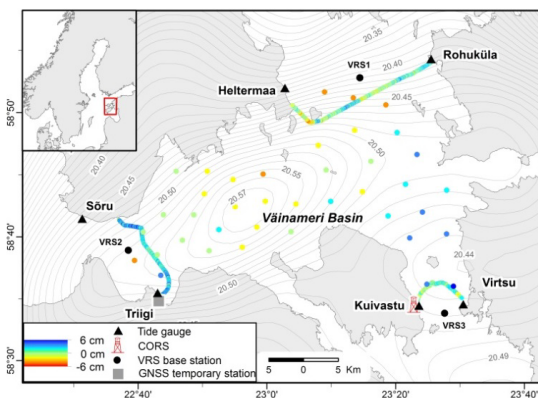 20.35
20.40
Rohuküla
VRS1
Heltermaa
20.45
58°50'
20.40
20.45
20.50
20.55
20.50
20.57
Sõru
58°40'
Väinameri Basin
VRS2
20.44
Triigi
20.50
Virtsu
Kuivastu
VRS3
6 cm
0 cm
-6 cm
Tide gauge
CORS
VRS base station
GNSS temporary station
5 0 5 Km
20.49
58°30'
22°40'
23°0'
23°20'
23°40'